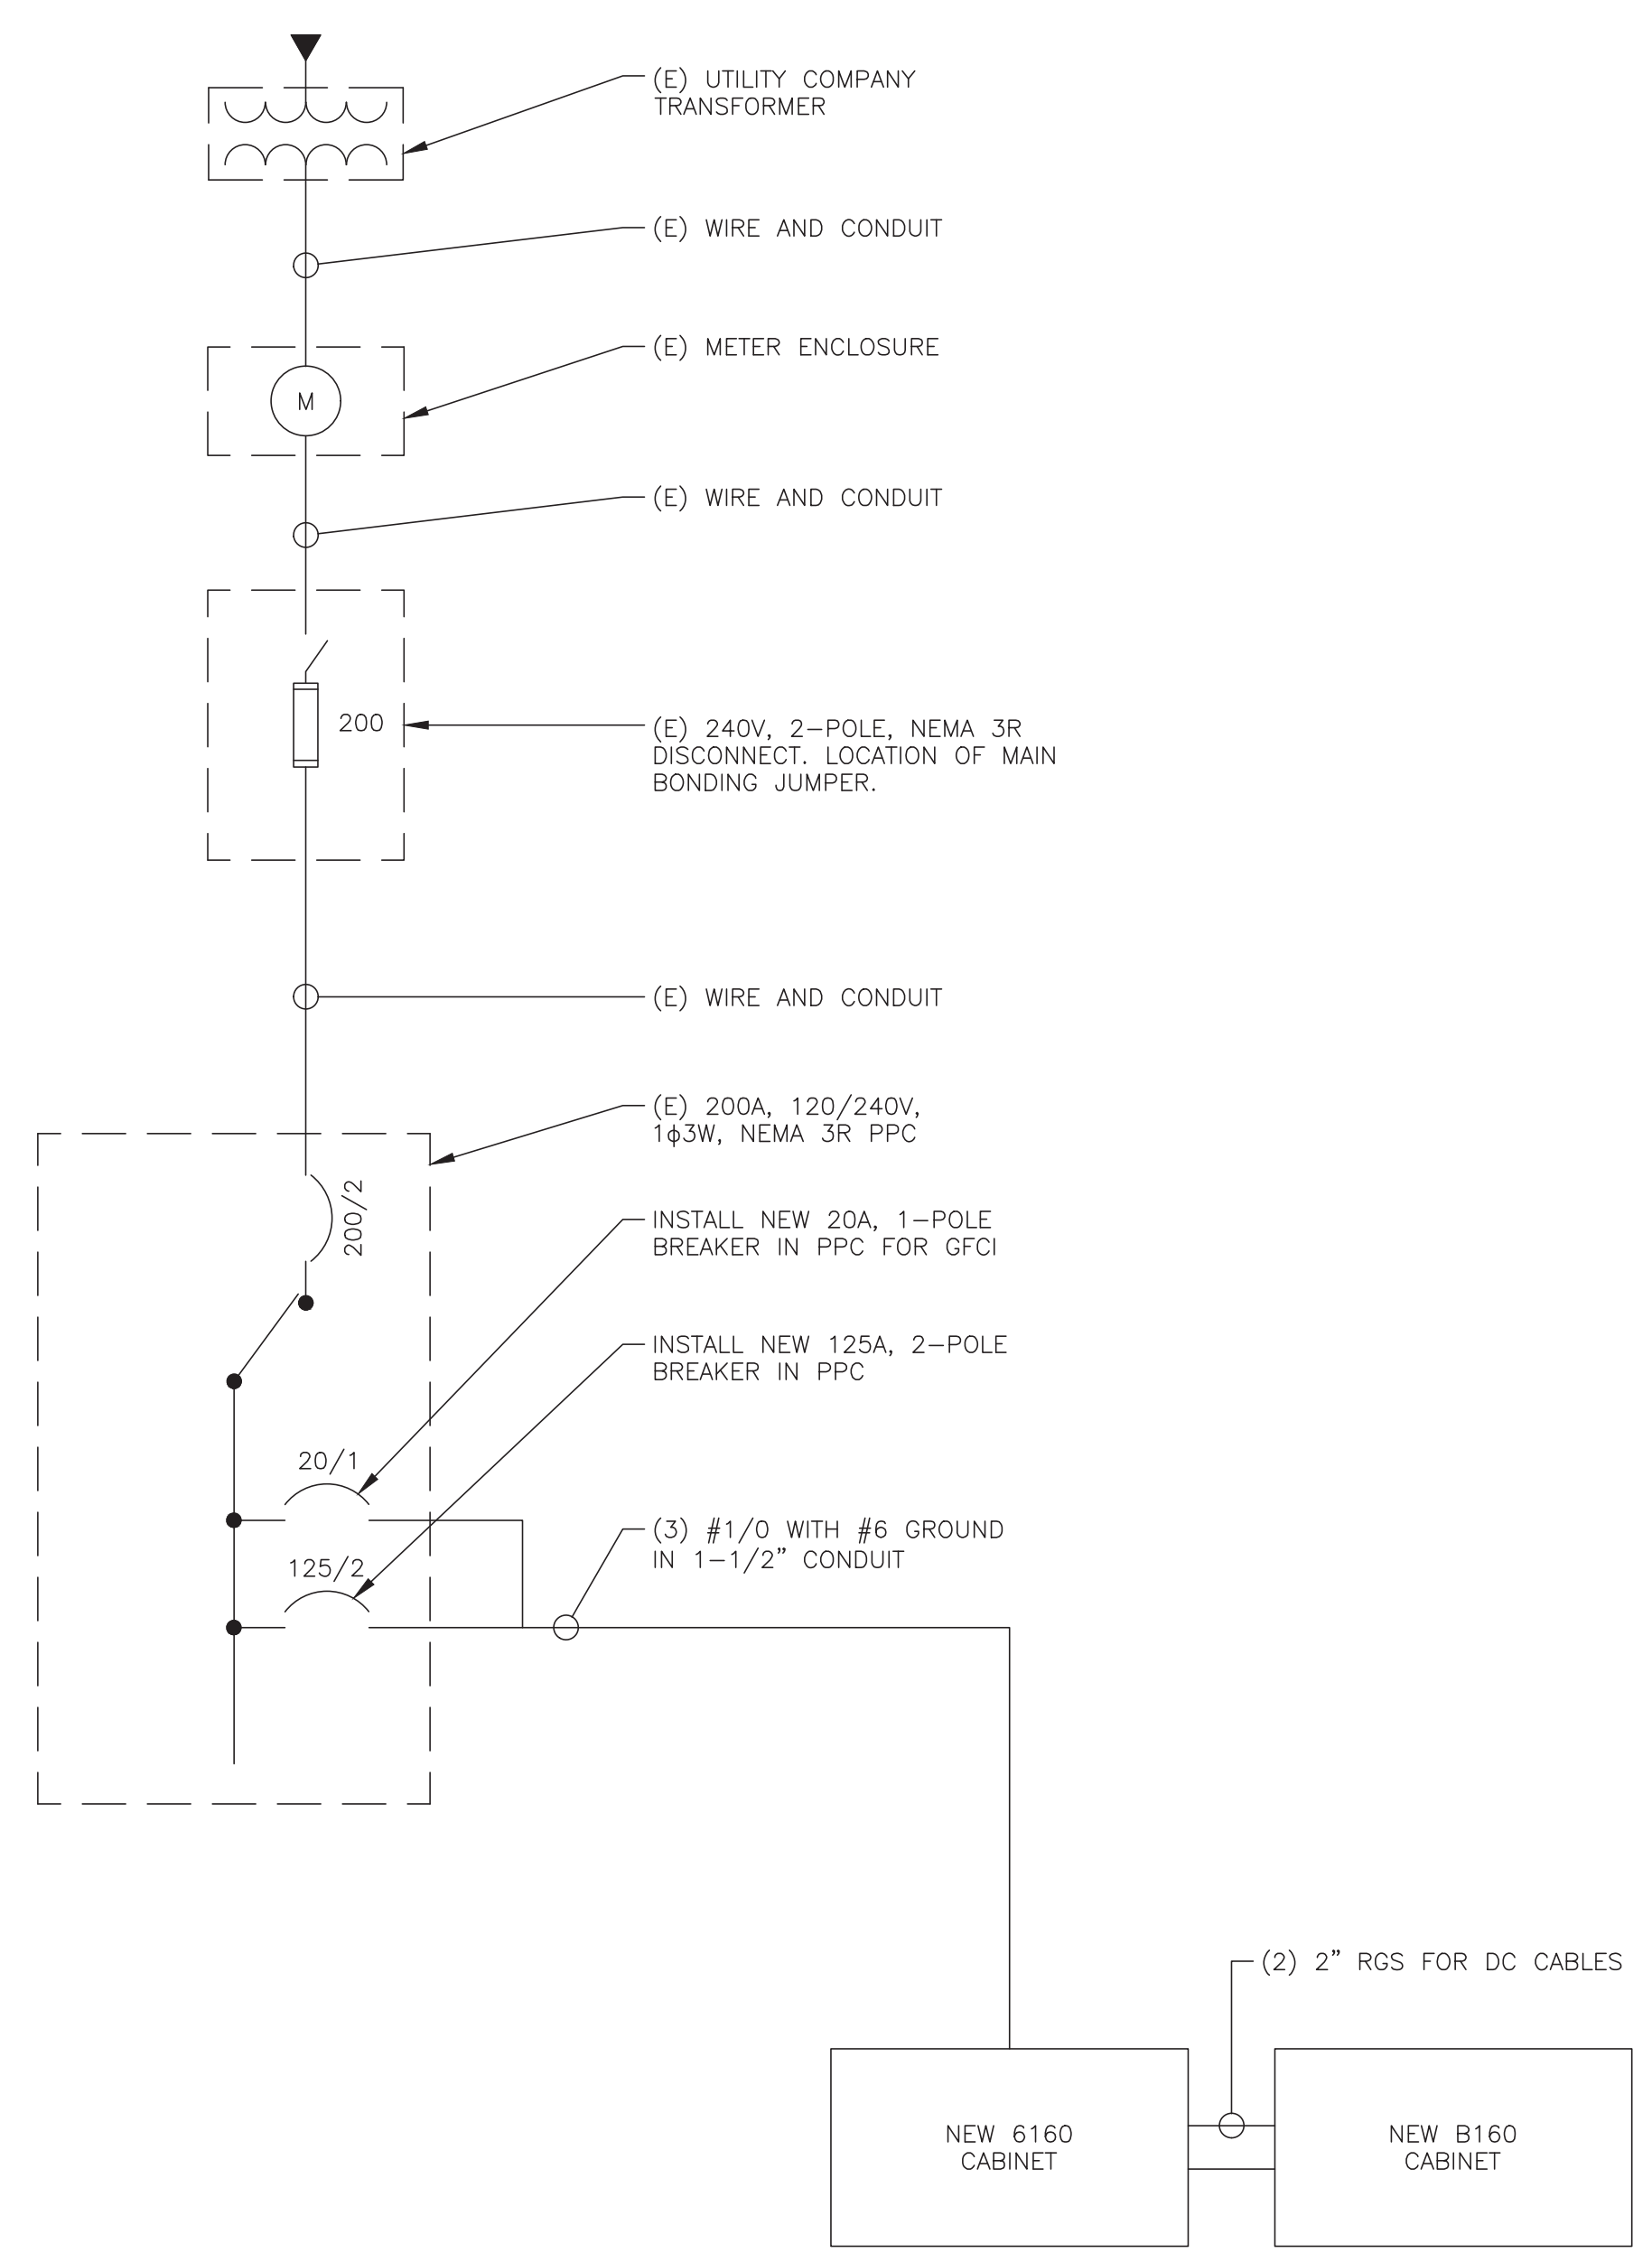 (E) UTILITY COMPANY
TRANSFORMER
(E) WIRE AND CONDUIT
(E) METER ENCLOSURE
M
(E) WIRE AND CONDUIT
200
(E) 240V, 2-POLE, NEMA 3R
DISCONNECT. LOCATION OF MAIN
BONDING JUMPER.
(E) WIRE AND CONDUIT
(E) 200A, 120/240V,
1ϕ3W, NEMA 3R PPC
200/2
INSTALL NEW 20A, 1-POLE
BREAKER IN PPC FOR GFCI
INSTALL NEW 125A, 2-POLE
BREAKER IN PPC
20/1
(3) #1/0 WITH #6 GROUND
IN 1-1/2" CONDUIT
125/2
(2) 2" RGS FOR DC CABLES
NEW 6160
CABINET
NEW B160
CABINET